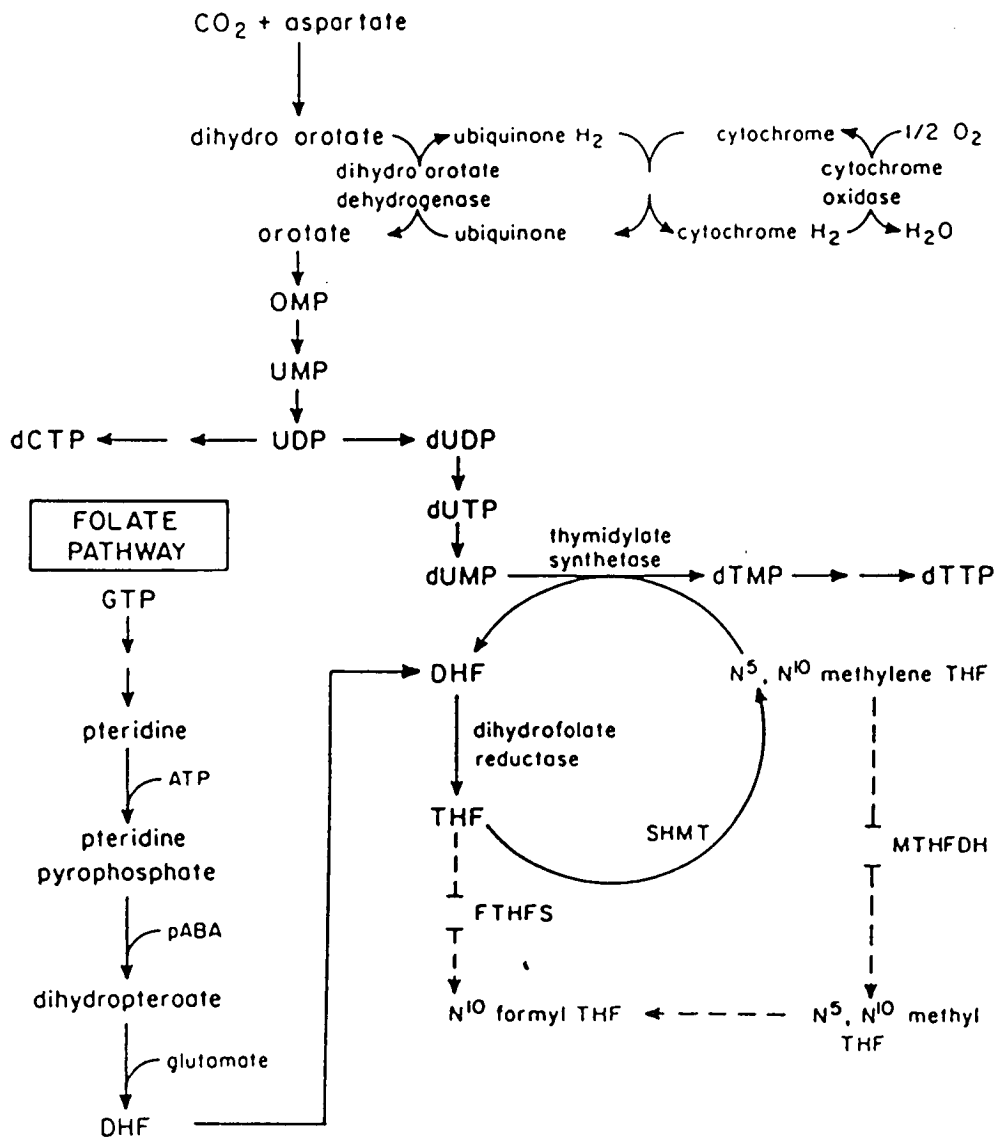 CO2 + aspartate
dihydro orotate
ubiquinone H2
cytochrome
1/2 O2
dihydro orotate
dehydrogenase
cytochrome
oxidase
orotate
ubiquinone
cytochrome H2
H2O
OMP
UMP
dCTP
UDP
dUDP
dUTP
dUMP
thymidylate
synthetase
dTMP
dTTP
FOLATE
PATHWAY
GTP
pteridine
ATP
pteridine
pyrophosphate
pABA
dihydropteroate
glutamate
DHF
DHF
N5, N10 methylene THF
dihydrofolate
reductase
THF
SHMT
MTHFDH
FTHFS
N10 formyl THF
N5, N10 methyl
THF